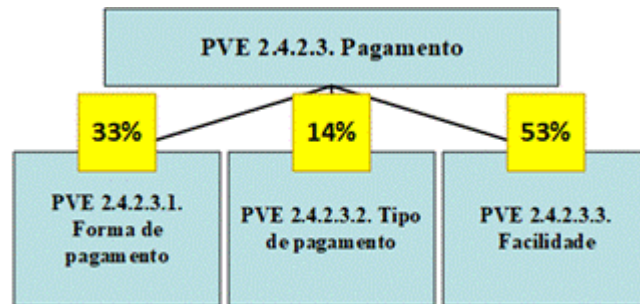 PVE 2.4.2.3. Pagamento
33%
14%
53%
PVE 2.4.2.3.1.
Forma de
pagamento
PVE 2.4.2.3.2. Tipo
de pagamento
PVE 2.4.2.3.3.
Facilidade